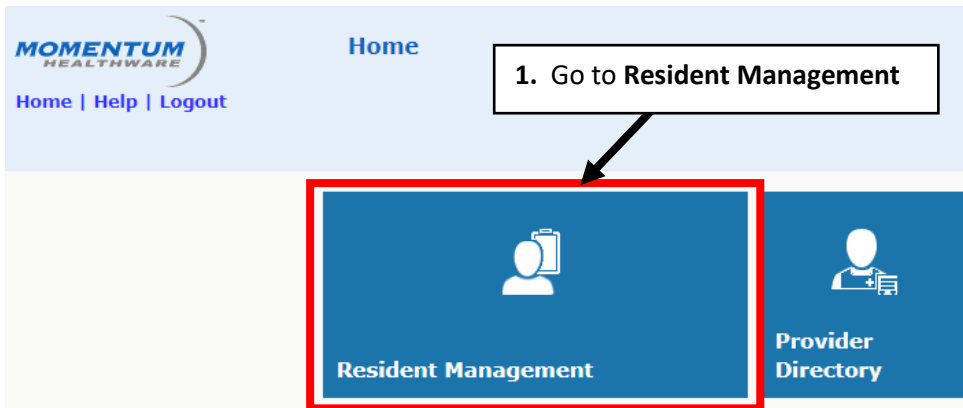 MOMENTUM
HEALTHWARE
Home | Help | Logout
Home
1. Go to Resident Management
Resident Management
Provider
Directory